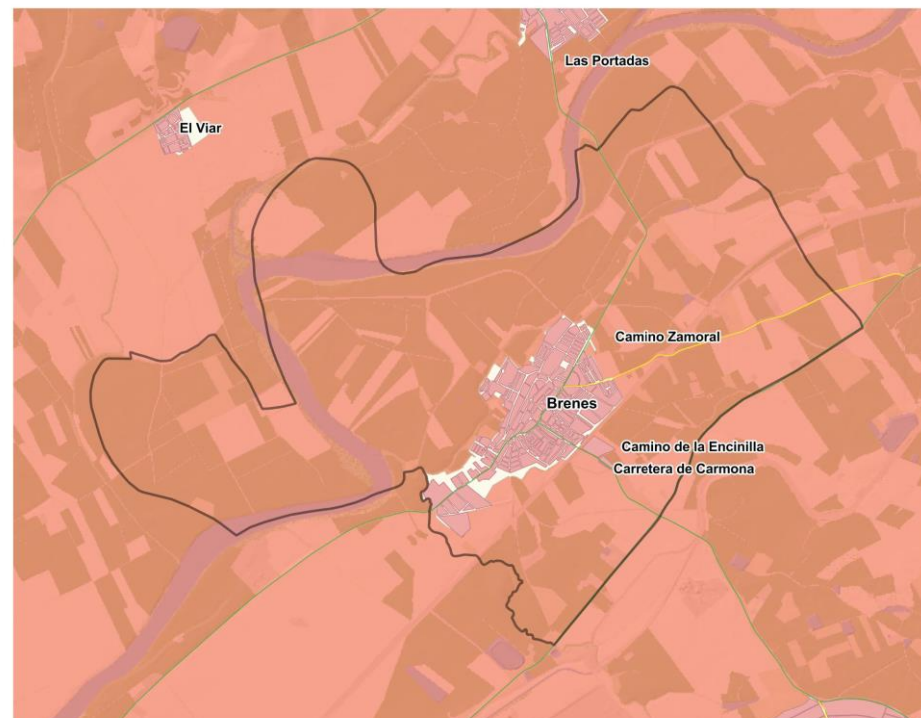 Las Portadas
El Viar
Camino Zamoral
Brenes
Camino de la Encinilla
Carretera de Carmona